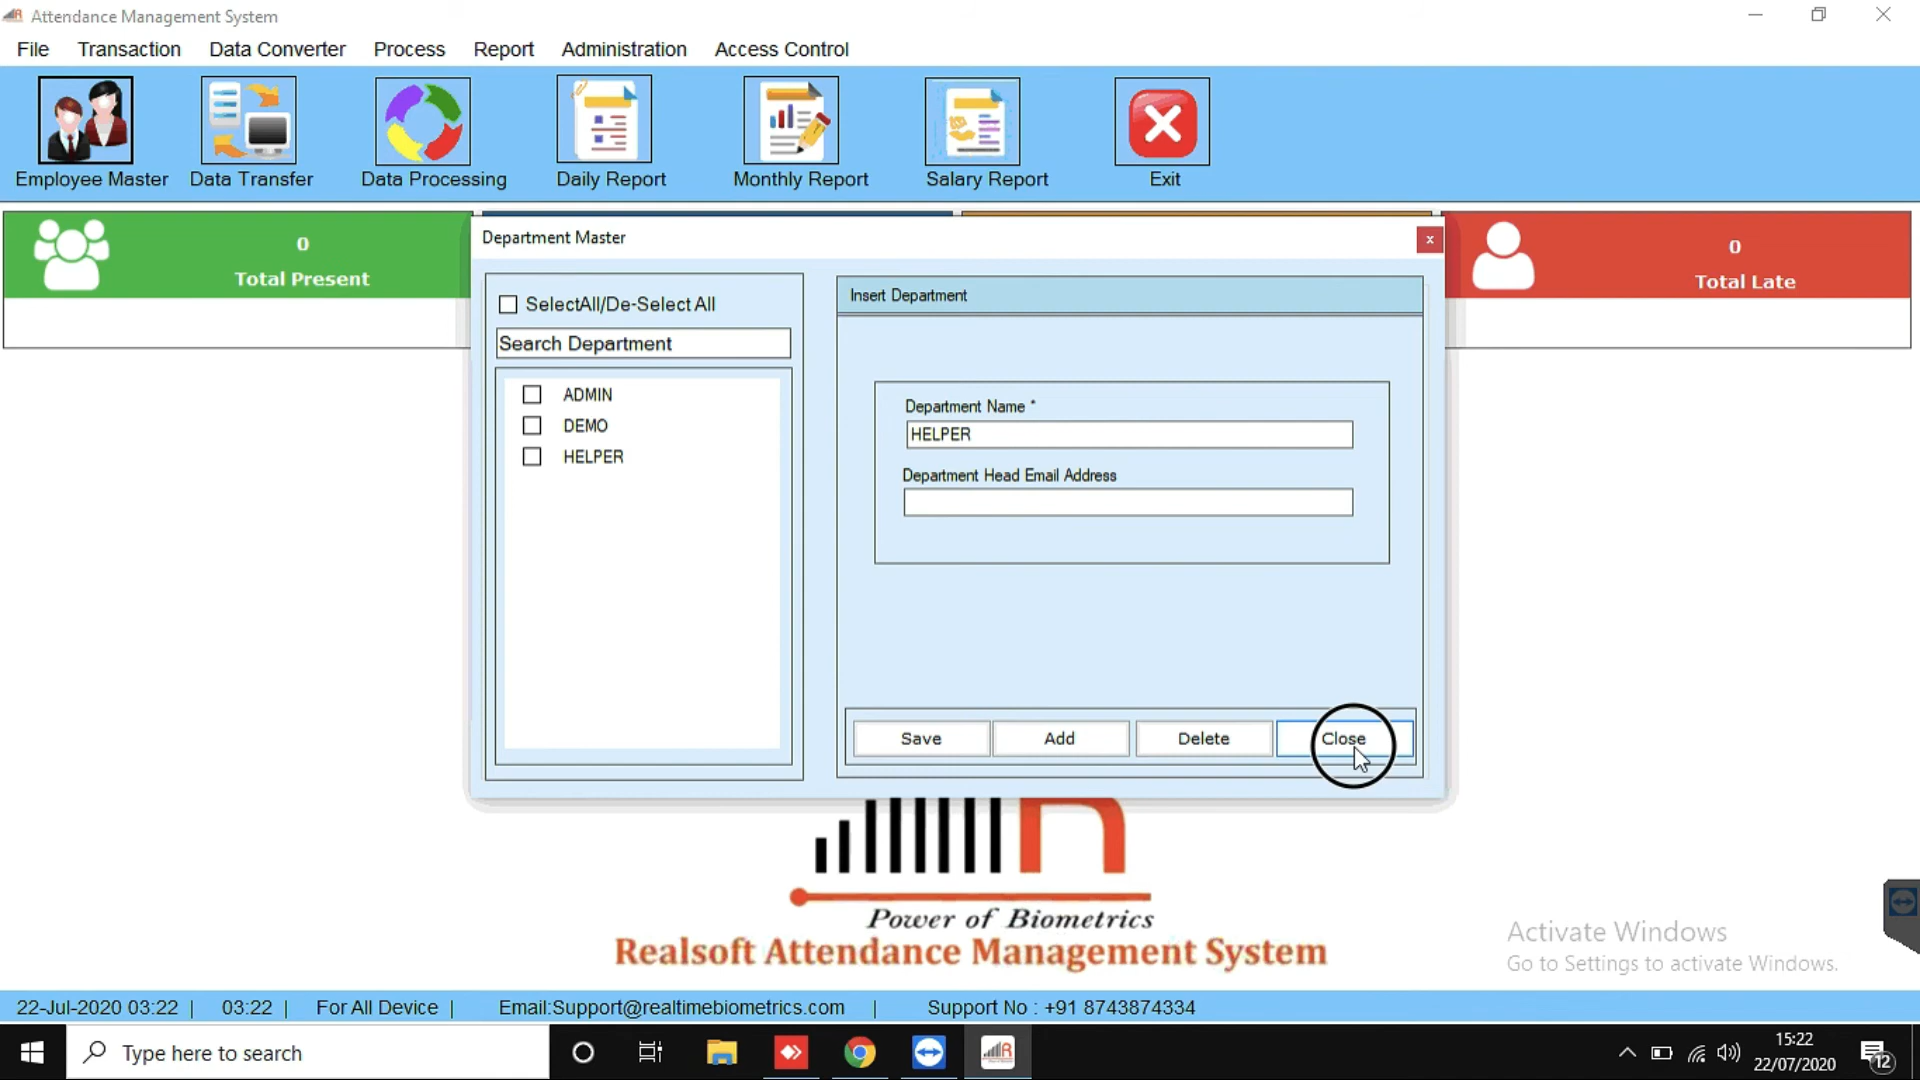 Attendance Management System
File Transaction Data Converter Process Report Administration Access Control
Employee Master Data Transfer Data Processing Daily Report Monthly Report Salary Report Exit
0
Total Present
0
Total Late
Department Master
x
SelectAll/De-Select All
Search Department
ADMIN
DEMO
HELPER
Insert Department
Department Name *
HELPER
Department Head Email Address
Save Add Delete Close
Power of Biometrics
Realsoft Attendance Management System
Activate Windows
Go to Settings to activate Windows.
22-Jul-2020 03:22 | 03:22 | For All Device | Email:Support@realtimebiometrics.com | Support No : +91 8743874334
Type here to search
15:22
22/07/2020
12